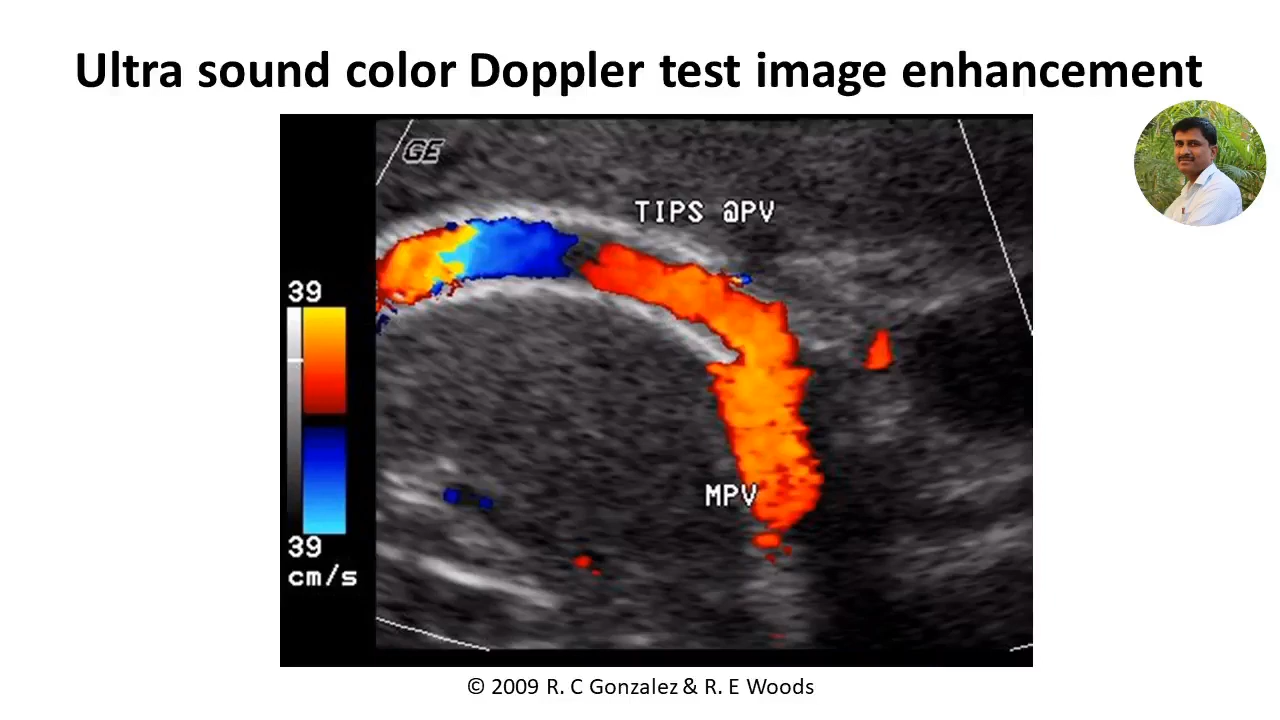 Ultra sound color Doppler test image enhancement
GE
TIPS @PV
39
MPV
39
cm/s
© 2009 R. C Gonzalez & R. E Woods